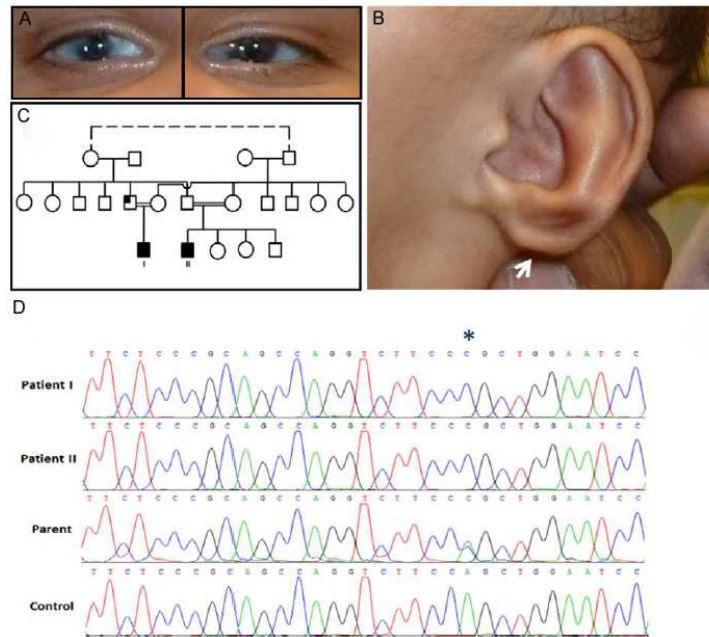 A
B
C
I II
D
*
T T C T C C C G C A G C C A G G T C T T C C C G C T G G A A T C C
Patient I
T T C T C C C G C A G C C A G G T C T T C C C G C T G G A A T C C
Patient II
T T C T C C C G C A G C C A G G T C T T C C C G C T G G A A T C C
Parent
T T C T C C C G C A G C C A G G T C T T C C A G C T G G A A T C C
Control